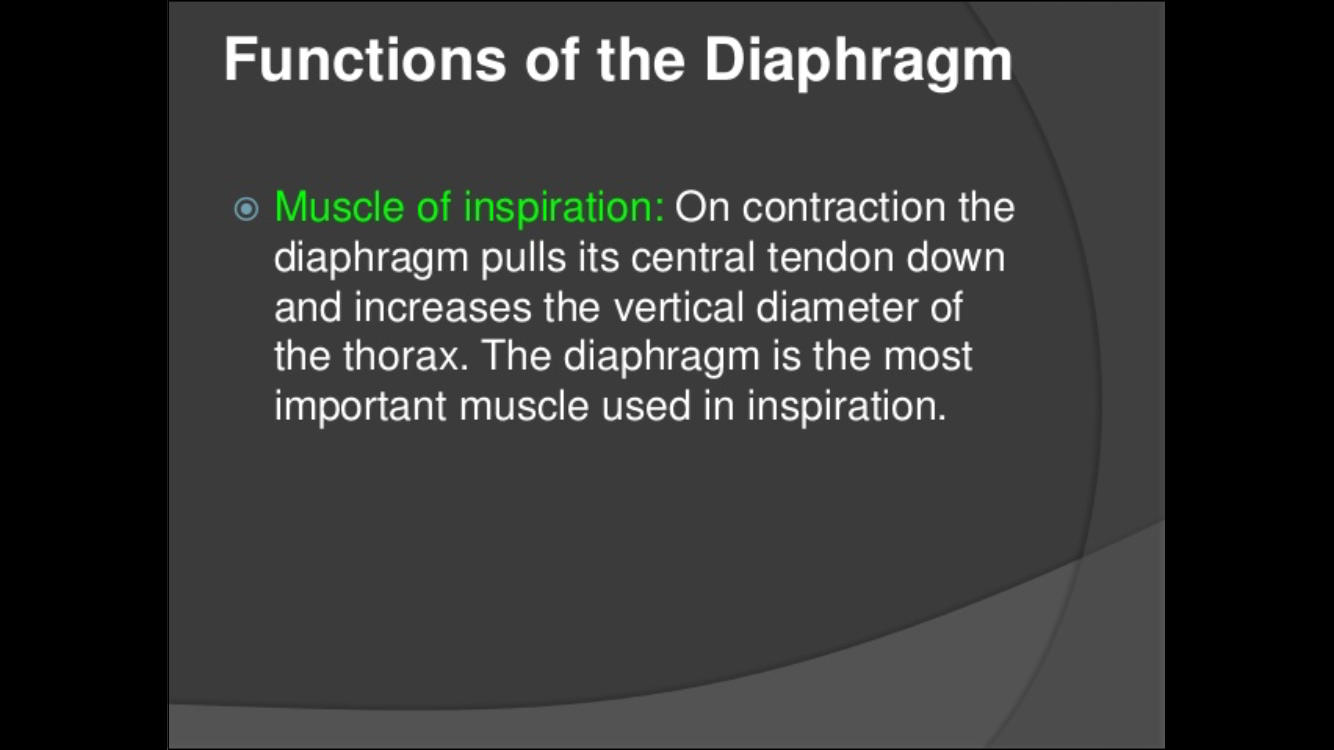 Functions of the Diaphragm
Muscle of inspiration: On contraction the
diaphragm pulls its central tendon down
and increases the vertical diameter of
the thorax. The diaphragm is the most
important muscle used in inspiration.